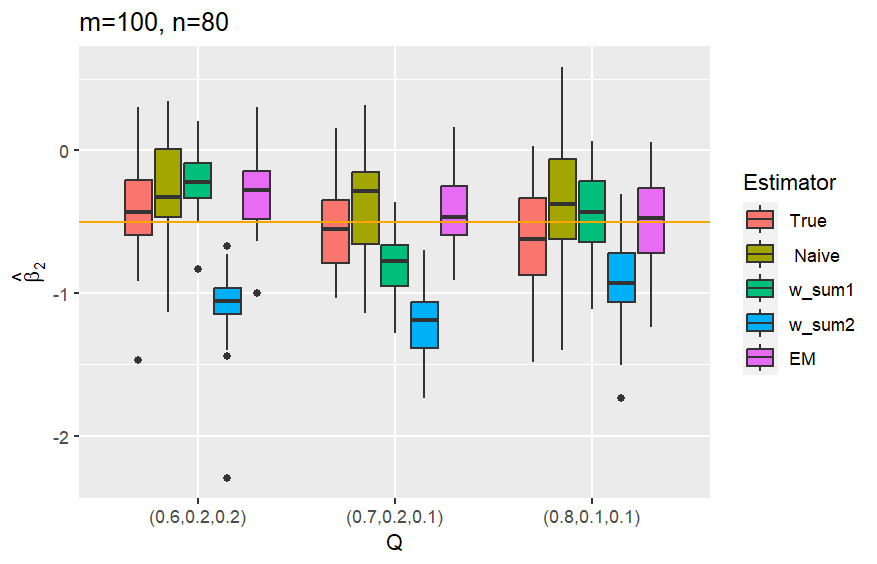 m=100, n=80
0
-1
-2
β̂2
(0.6,0.2,0.2)
(0.7,0.2,0.1)
(0.8,0.1,0.1)
Q
Estimator
True
Naive
w_sum1
w_sum2
EM